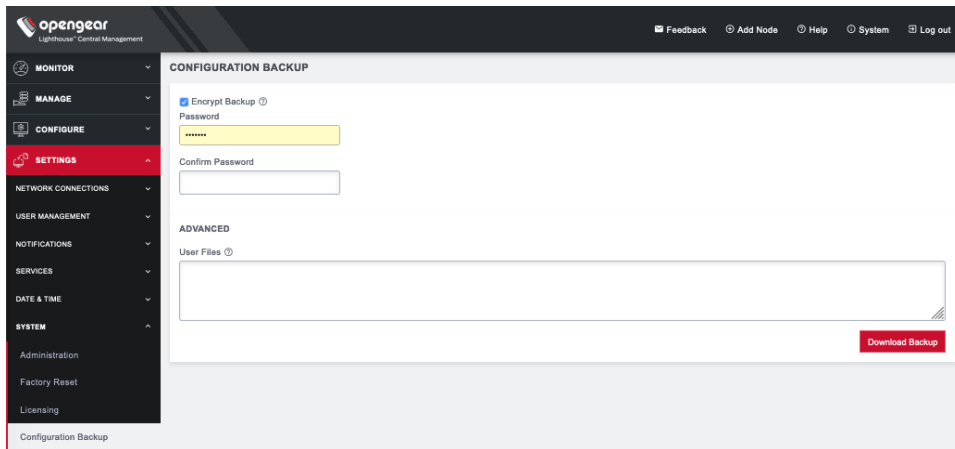 opengear
Lighthouse™ Central Management
Feedback
Add Node
Help
System
Log out
MONITOR
MANAGE
CONFIGURE
SETTINGS
NETWORK CONNECTIONS
USER MANAGEMENT
NOTIFICATIONS
SERVICES
DATE & TIME
SYSTEM
Administration
Factory Reset
Licensing
Configuration Backup
CONFIGURATION BACKUP
Encrypt Backup
Password
•••••••
Confirm Password
ADVANCED
User Files
Download Backup